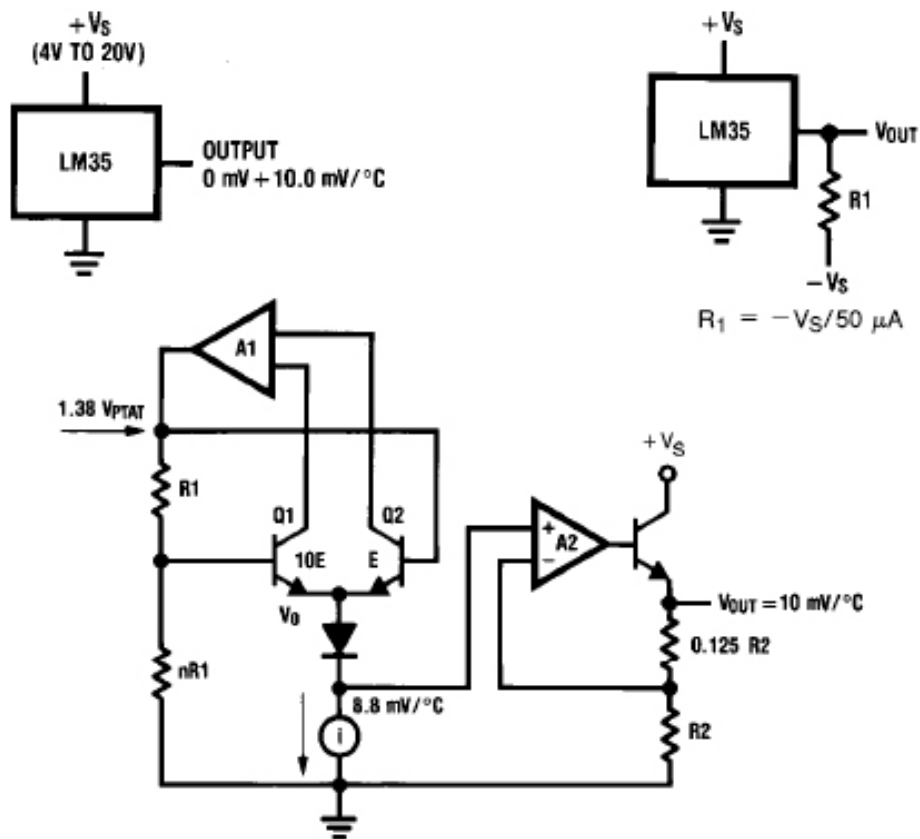 +VS
(4V TO 20V)
LM35
OUTPUT
0 mV + 10.0 mV/°C
+VS
LM35
VOUT
R1
−VS
R1 = −VS/50 μA
A1
1.38 VPTAT
R1
Q1
Q2
10E
E
V0
nR1
i
8.8 mV/°C
+VS
+
A2
−
VOUT = 10 mV/°C
0.125 R2
R2